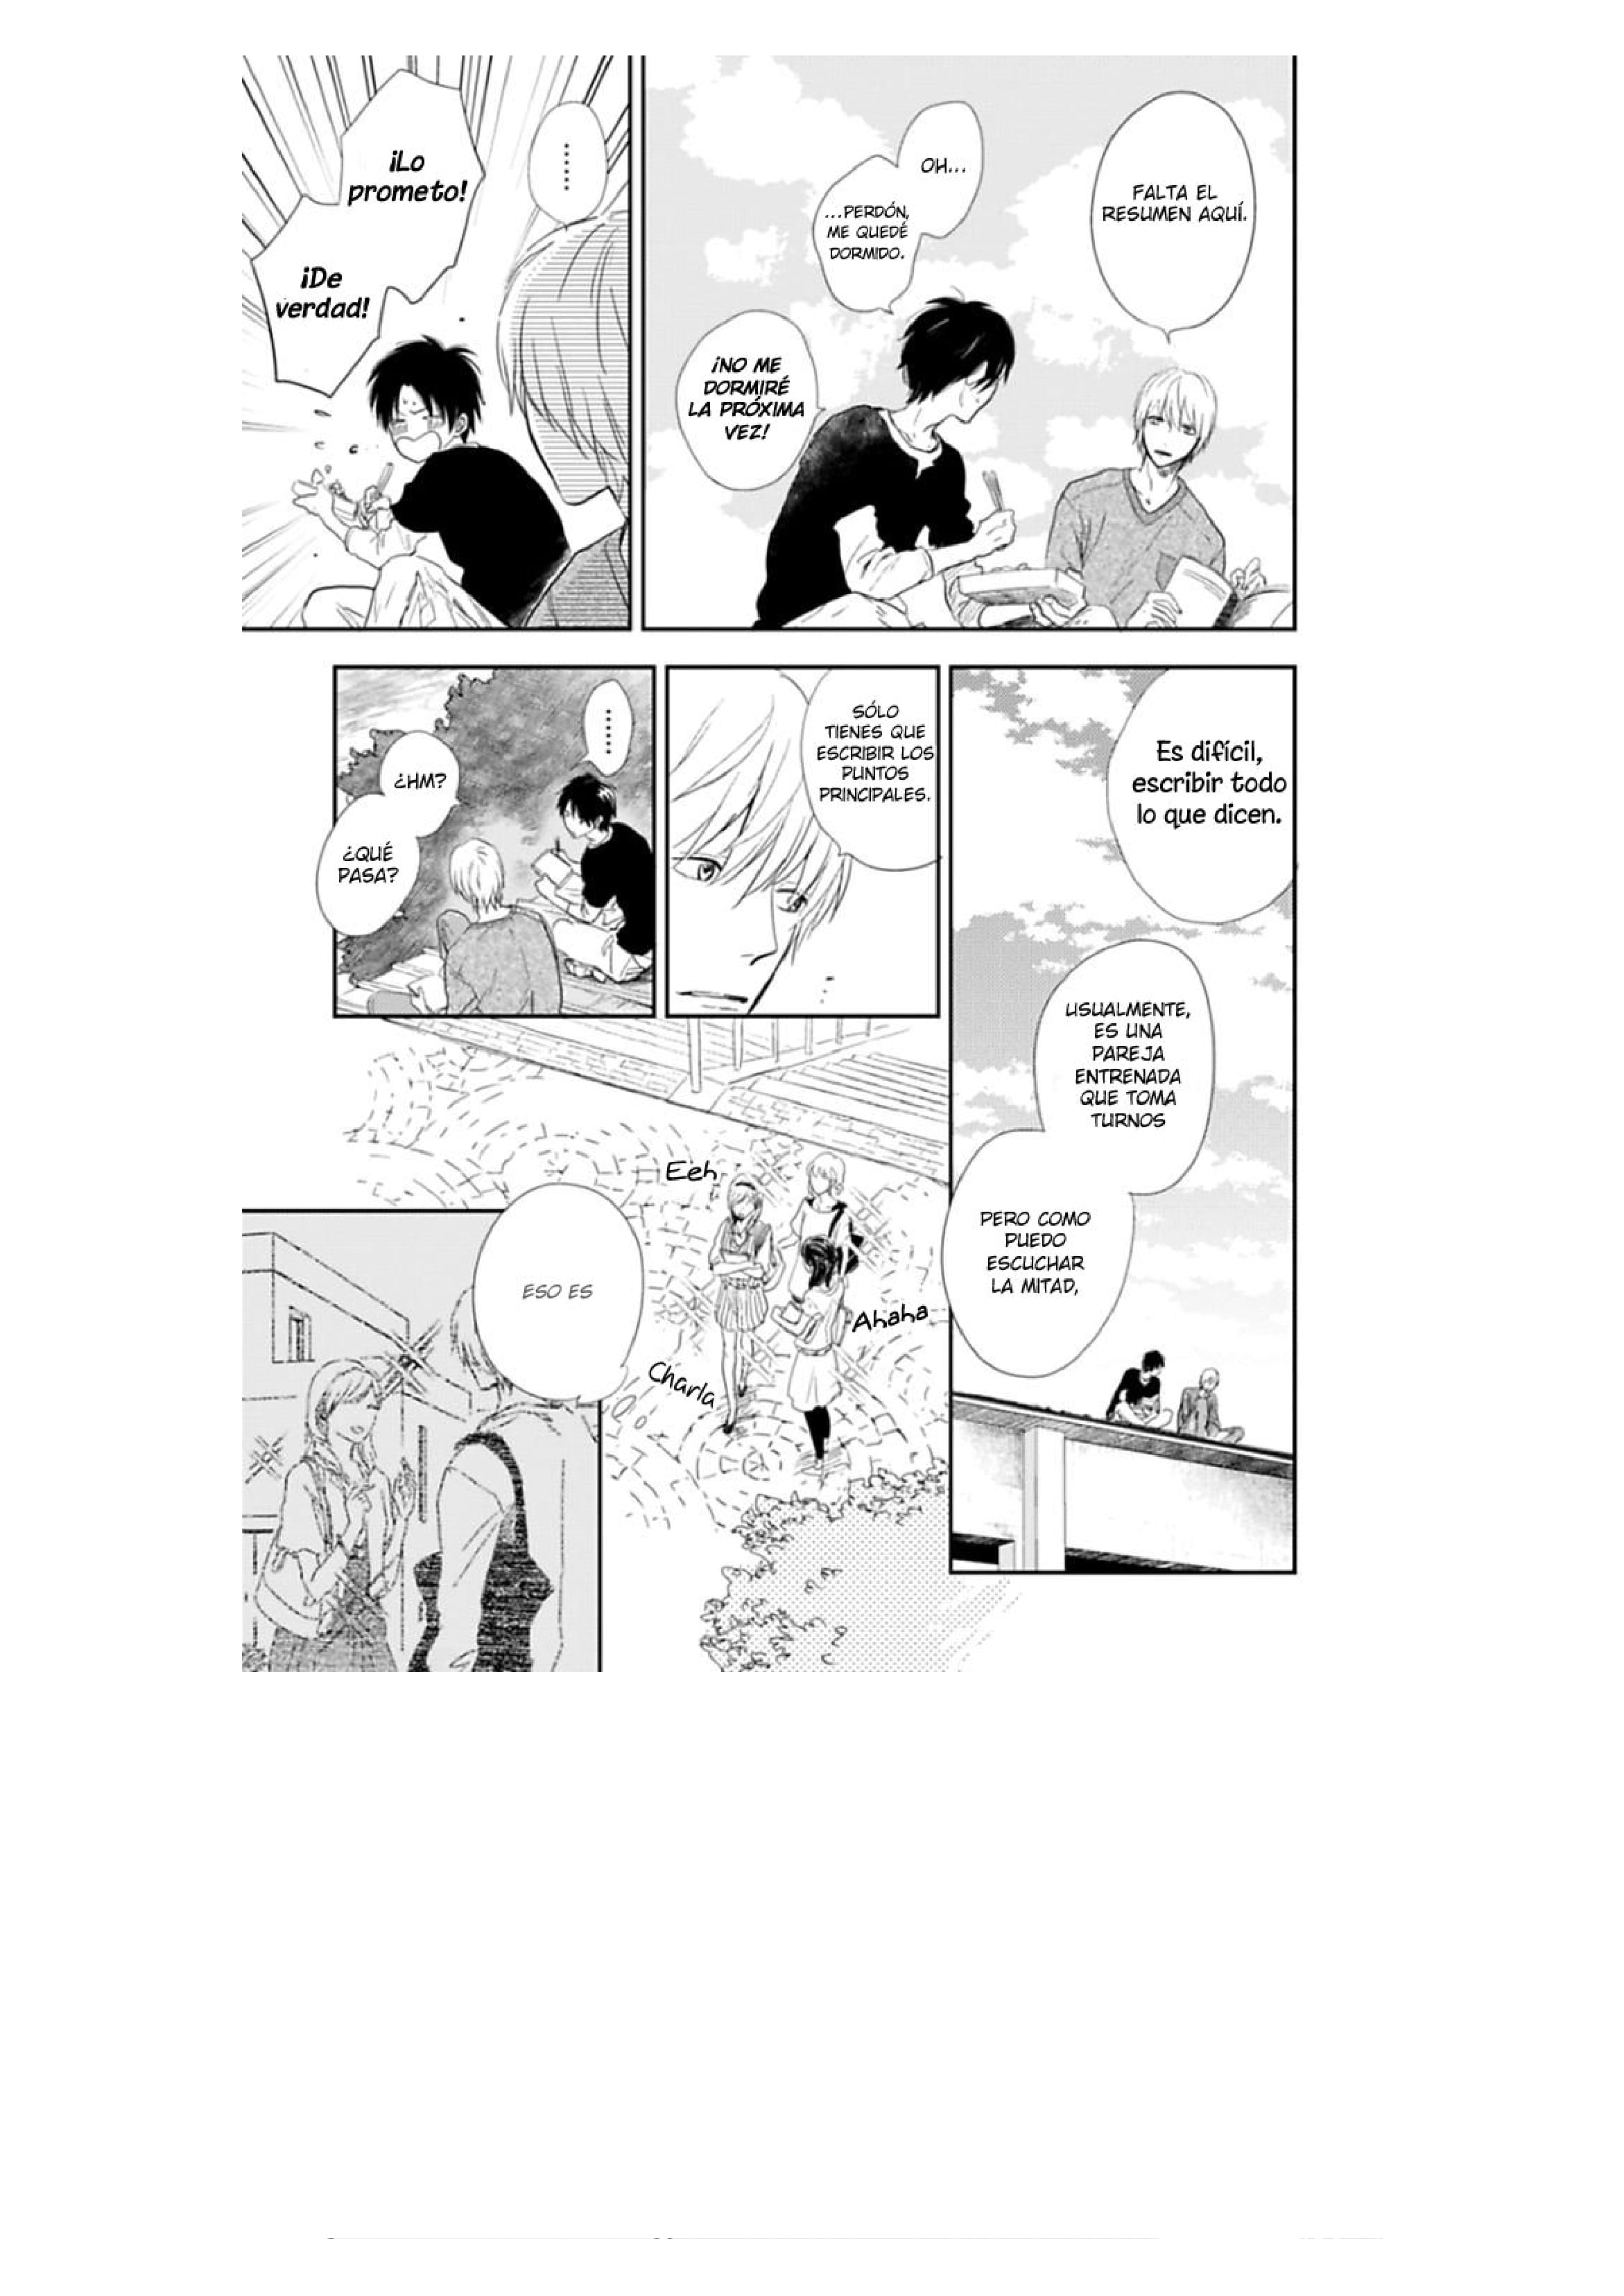 FALTA EL
RESUMEN AQUÍ.
OH...
...PERDÓN,
ME QUEDÉ
DORMIDO.
¡NO ME
DORMIRÉ
LA PRÓXIMA
VEZ!
......
¡Lo
prometo!
¡De
verdad!
Es difícil,
escribir todo
lo que dicen.
USUALMENTE,
ES UNA
PAREJA
ENTRENADA
QUE TOMA
TURNOS
PERO COMO
PUEDO
ESCUCHAR
LA MITAD,
SÓLO
TIENES QUE
ESCRIBIR LOS
PUNTOS
PRINCIPALES.
......
¿HM?
¿QUÉ
PASA?
Eeh
Ahaha
Charla
ESO ES